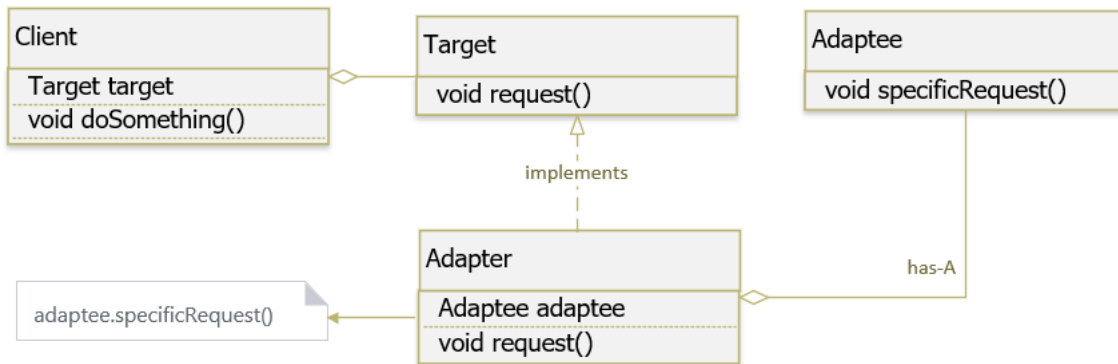 Client
Target target
void doSomething()
Target
void request()
Adaptee
void specificRequest()
implements
Adapter
Adaptee adaptee
void request()
has-A
adaptee.specificRequest()